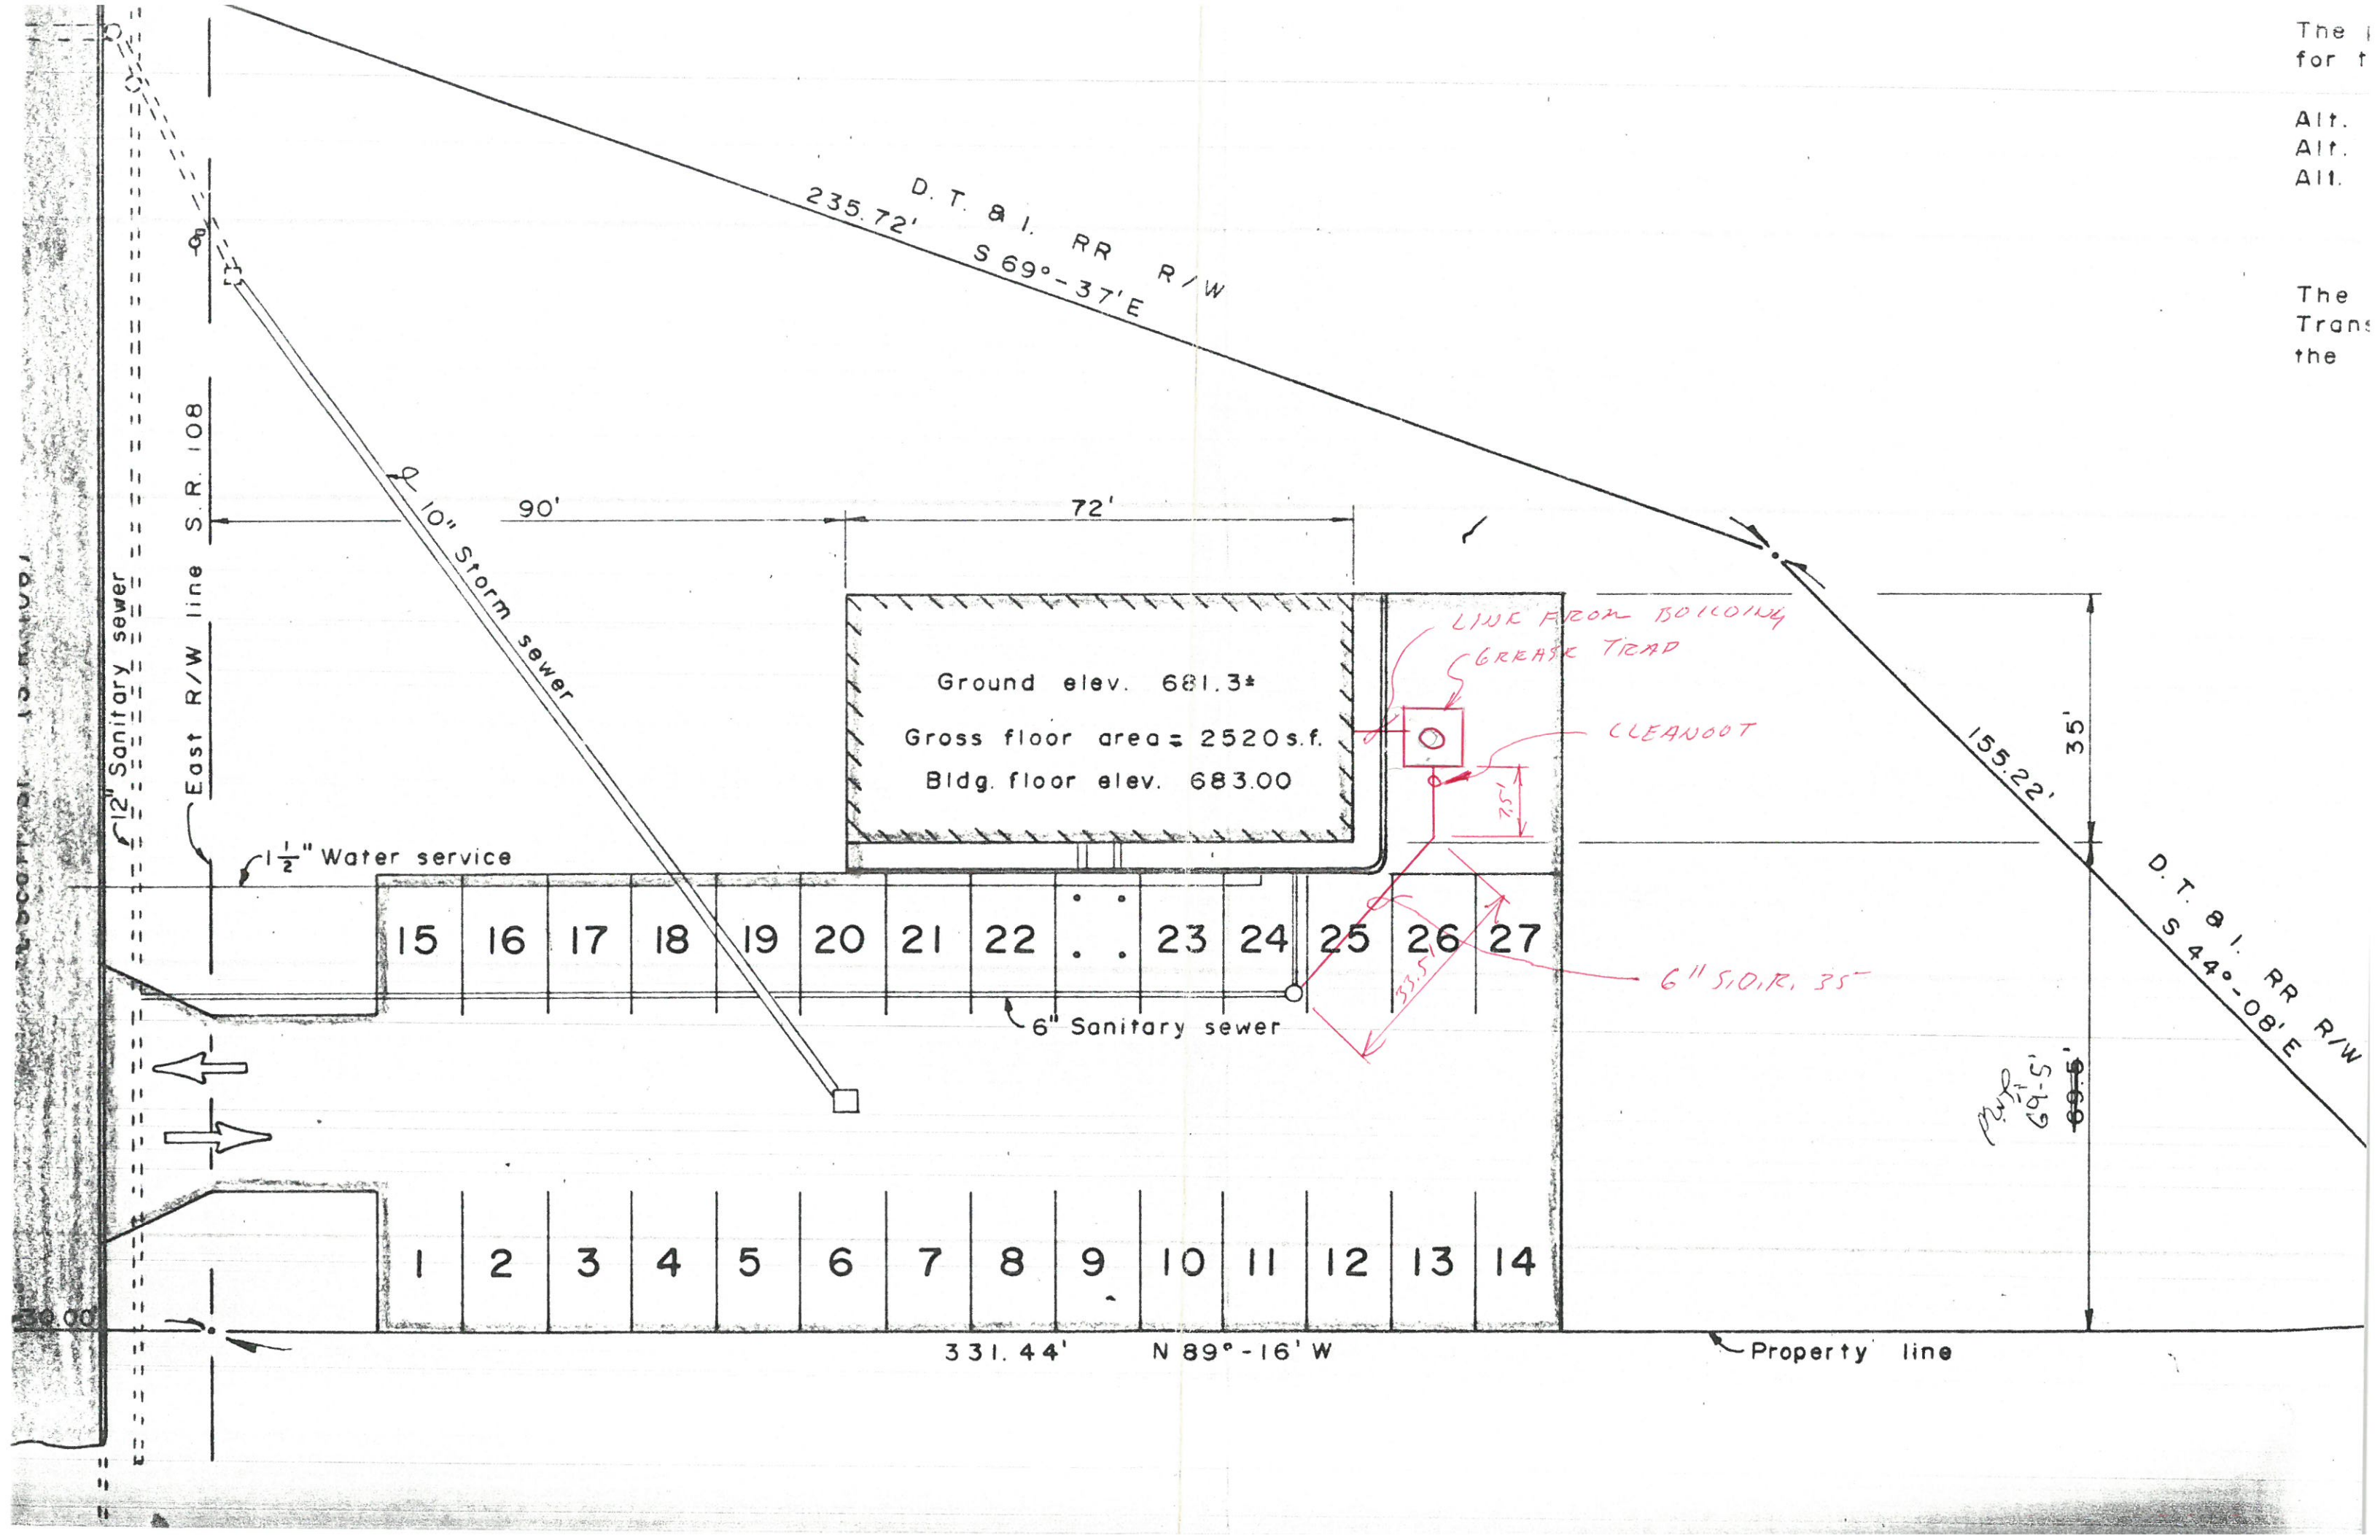 The
for t
Alt.
Alt.
Alt.
The
Trans
the
D. T. & I. RR R/W
235.72' S 69°-37'E
East R/W line S.R. 108
12" Sanitary sewer
10" Storm sewer
90'
72'
LINE FROM BUILDING
GREASE TRAP
CLEANOUT
Ground elev. 681.3±
Gross floor area = 2520 s.f.
Bldg. floor elev. 683.00
7.5'
35'
155.22'
D. T. & I. RR R/W
S 44°-08' E
1 1/2" Water service
15 16 17 18 19 20 21 22 23 24 25 26 27
33.5'
6" S.D.R. 35
6" Sanitary sewer
69'-5'
69.5'
1 2 3 4 5 6 7 8 9 10 11 12 13 14
30.00
331.44' N 89°-16' W
Property line